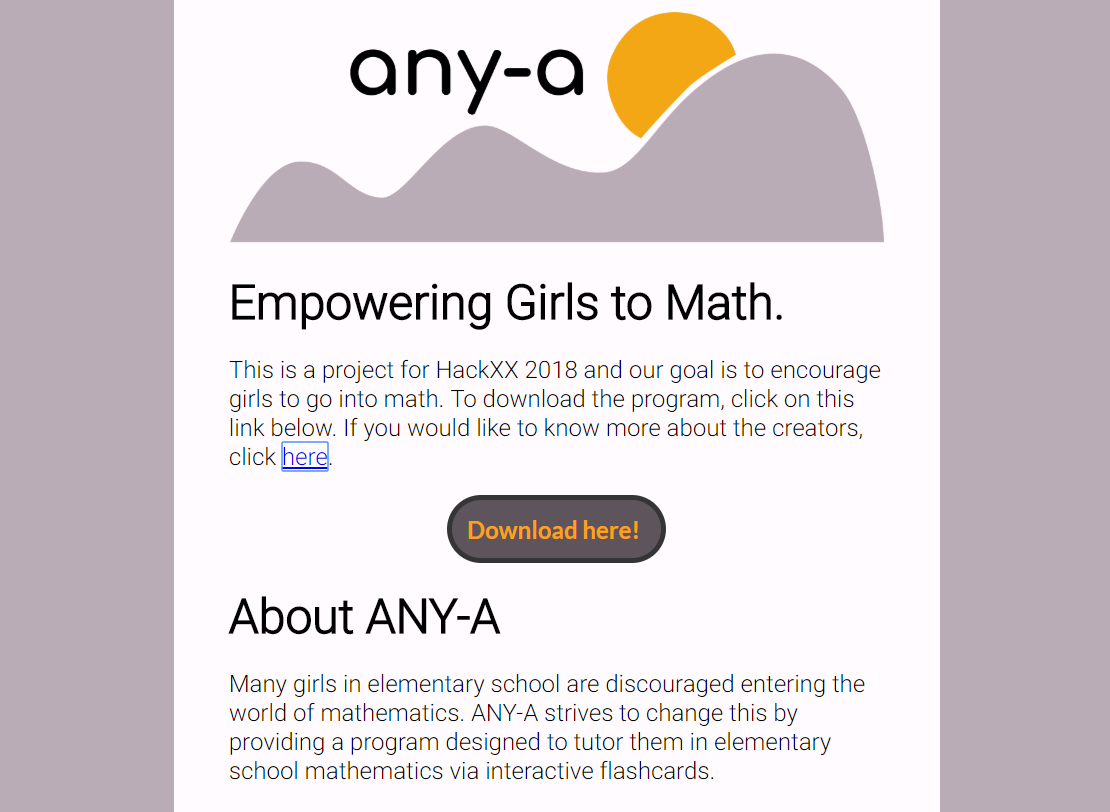 any-a
Empowering Girls to Math.
This is a project for HackXX 2018 and our goal is to encourage
girls to go into math. To download the program, click on this
link below. If you would like to know more about the creators,
click here.
Download here!
About ANY-A
Many girls in elementary school are discouraged entering the
world of mathematics. ANY-A strives to change this by
providing a program designed to tutor them in elementary
school mathematics via interactive flashcards.